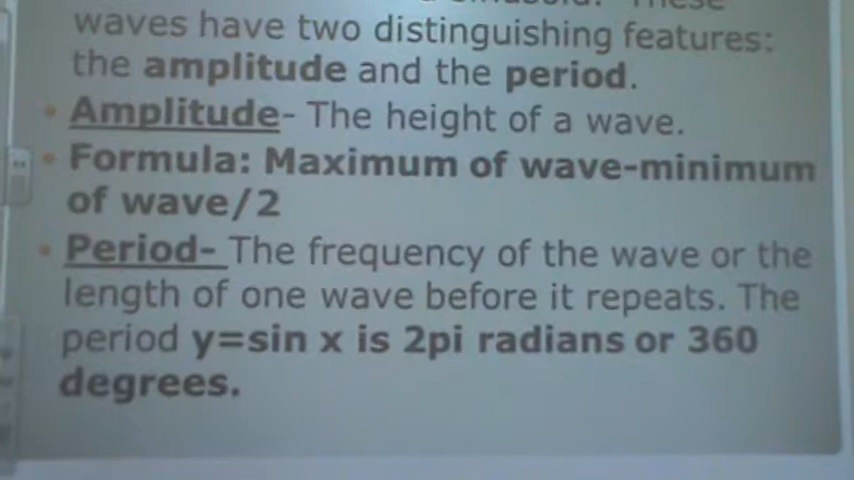 sinusoid. These
waves have two distinguishing features:
the amplitude and the period.
Amplitude- The height of a wave.
Formula: Maximum of wave-minimum
of wave/2
Period- The frequency of the wave or the
length of one wave before it repeats. The
period y=sin x is 2pi radians or 360
degrees.